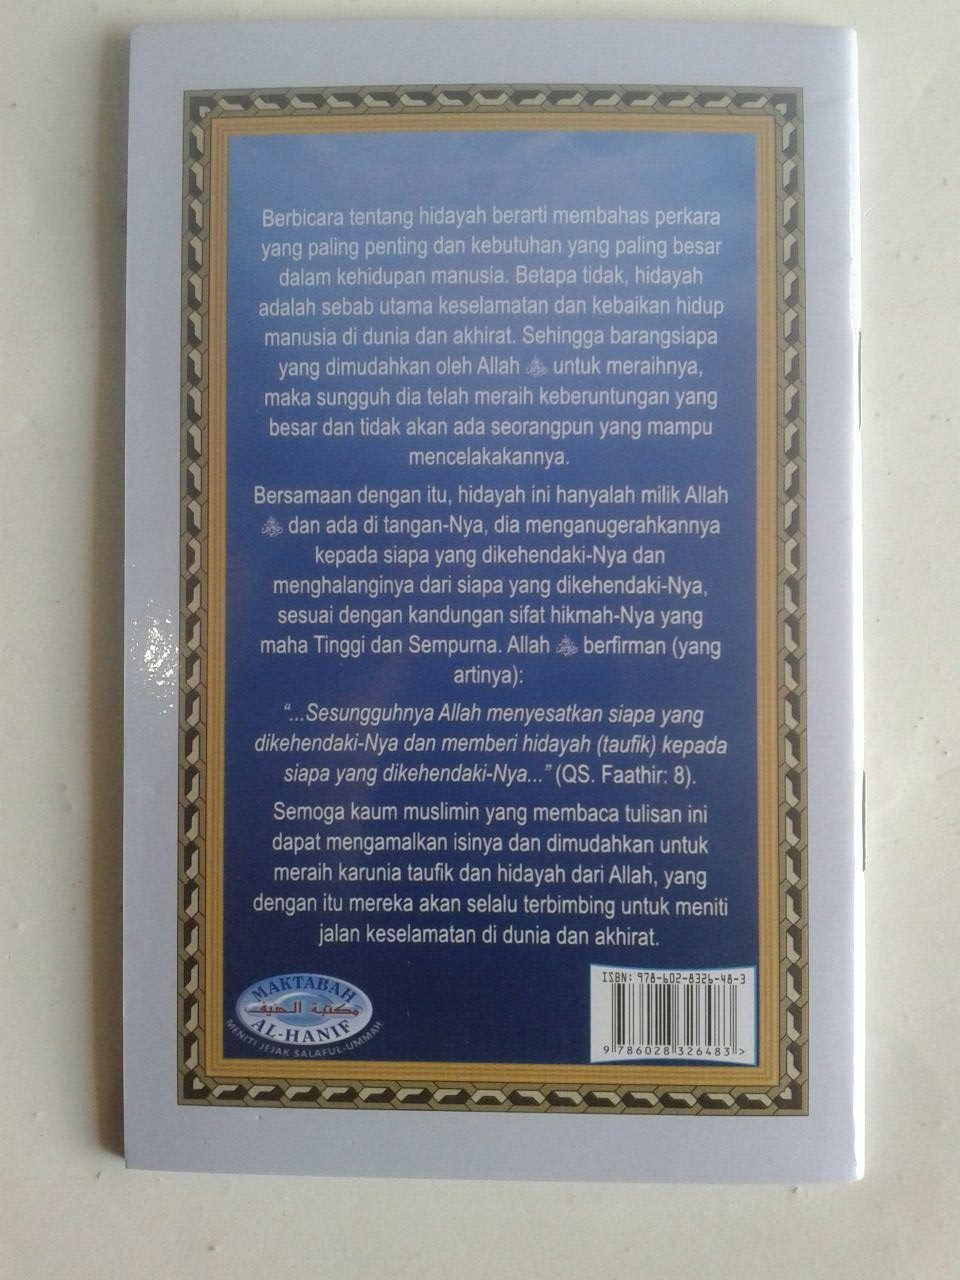 Berbicara tentang hidayah berarti membahas perkara
yang paling penting dan kebutuhan yang paling besar
dalam kehidupan manusia. Betapa tidak, hidayah
adalah sebab utama keselamatan dan kebaikan hidup
manusia di dunia dan akhirat. Sehingga barangsiapa
yang dimudahkan oleh Allah ﷻ untuk meraihnya,
maka sungguh dia telah meraih keberuntungan yang
besar dan tidak akan ada seorangpun yang mampu
mencelakakannya.
Bersamaan dengan itu, hidayah ini hanyalah milik Allah
ﷻ dan ada di tangan-Nya, dia menganugerahkannya
kepada siapa yang dikehendaki-Nya dan
menghalanginya dari siapa yang dikehendaki-Nya,
sesuai dengan kandungan sifat hikmah-Nya yang
maha Tinggi dan Sempurna. Allah ﷻ berfirman (yang
artinya):
“...Sesungguhnya Allah menyesatkan siapa yang
dikehendaki-Nya dan memberi hidayah (taufik) kepada
siapa yang dikehendaki-Nya...” (QS. Faathir: 8).
Semoga kaum muslimin yang membaca tulisan ini
dapat mengamalkan isinya dan dimudahkan untuk
meraih karunia taufik dan hidayah dari Allah, yang
dengan itu mereka akan selalu terbimbing untuk meniti
jalan keselamatan di dunia dan akhirat.
MAKTABAH
مكتبة الحنيف
AL-HANIF
MENITI JEJAK SALAFUL-UMMAH
ISBN: 978-602-8326-48-3
9 786028 326483 >